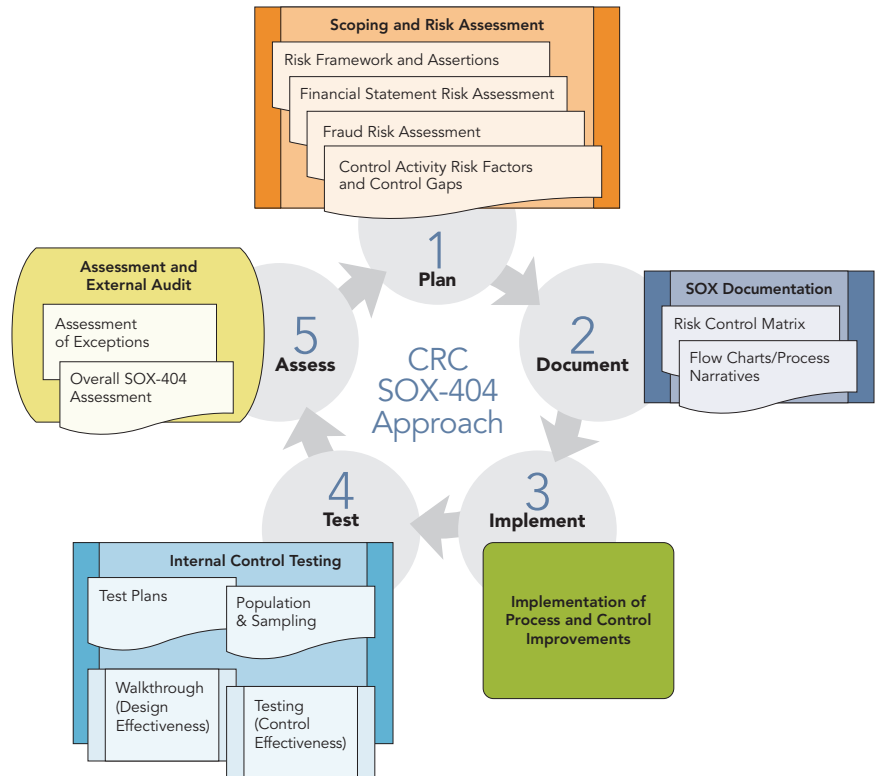 Scoping and Risk Assessment
Risk Framework and Assertions
Financial Statement Risk Assessment
Fraud Risk Assessment
Control Activity Risk Factors
and Control Gaps
1
Plan
SOX Documentation
Risk Control Matrix
Flow Charts/Process
Narratives
2
Document
3
Implement
Implementation of
Process and Control
Improvements
4
Test
Internal Control Testing
Test Plans
Population
& Sampling
Walkthrough
(Design
Effectiveness)
Testing
(Control
Effectiveness)
5
Assess
Assessment and
External Audit
Assessment
of Exceptions
Overall SOX-404
Assessment
CRC
SOX-404
Approach